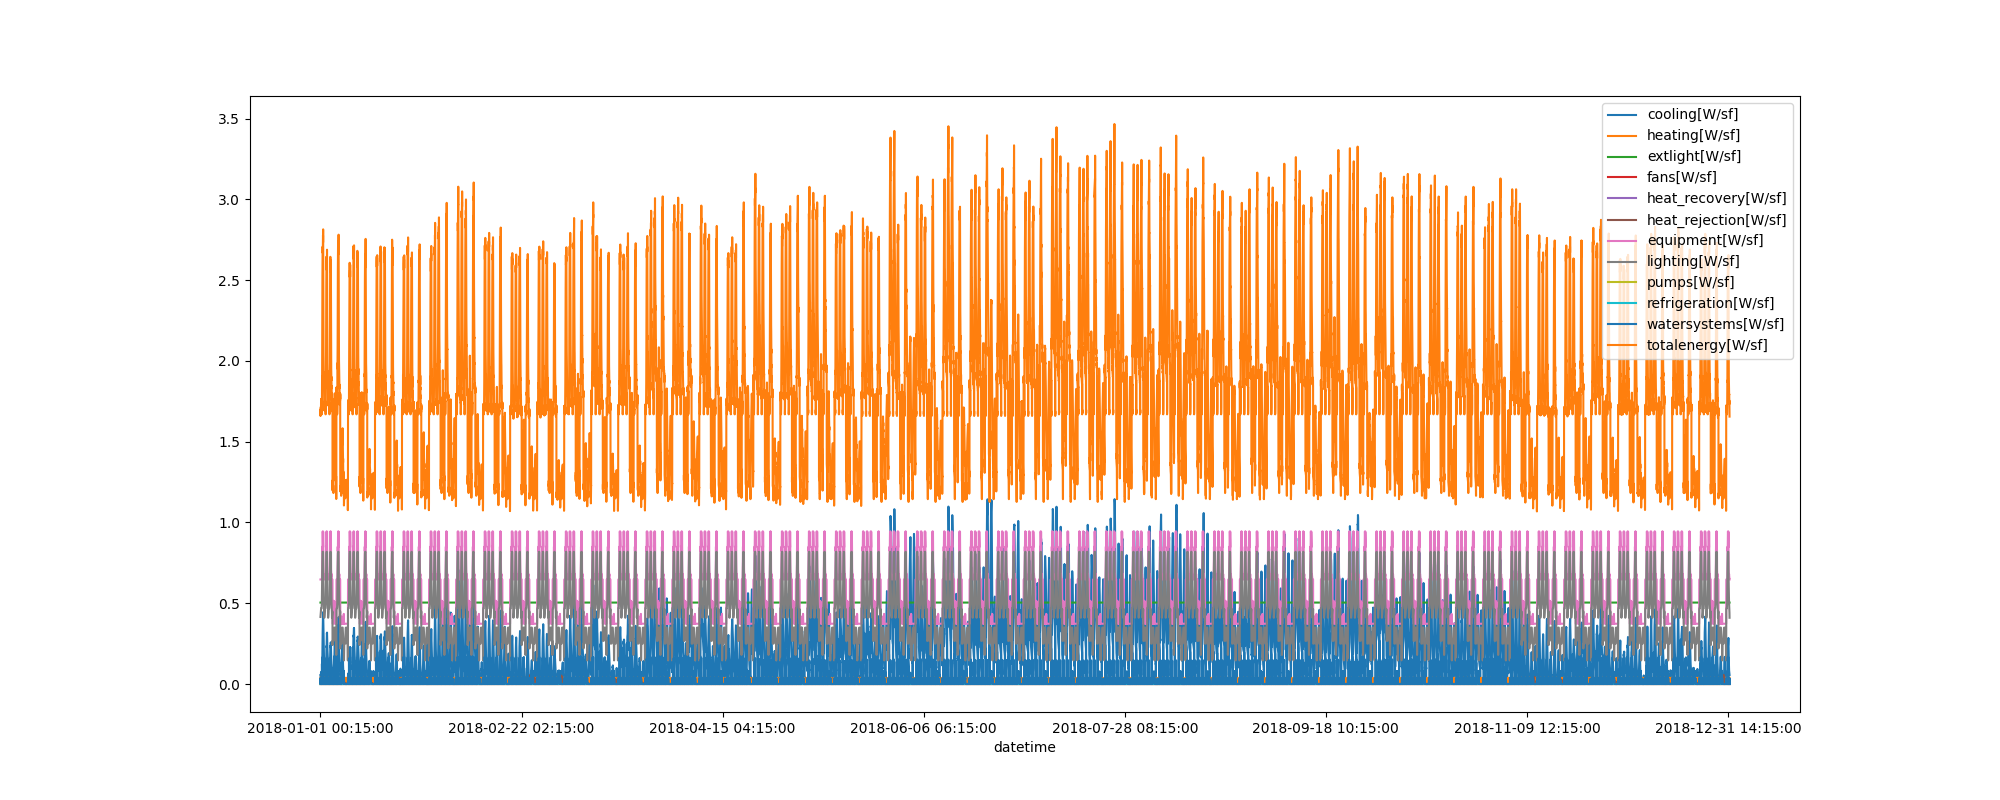 3.5
3.0
2.5
2.0
1.5
1.0
0.5
0.0
cooling[W/sf]
heating[W/sf]
extlight[W/sf]
fans[W/sf]
heat_recovery[W/sf]
heat_rejection[W/sf]
equipment[W/sf]
lighting[W/sf]
pumps[W/sf]
refrigeration[W/sf]
watersystems[W/sf]
totalenergy[W/sf]
2018-01-01 00:15:00 2018-02-22 02:15:00 2018-04-15 04:15:00 2018-06-06 06:15:00 2018-07-28 08:15:00 2018-09-18 10:15:00 2018-11-09 12:15:00 2018-12-31 14:15:00
datetime